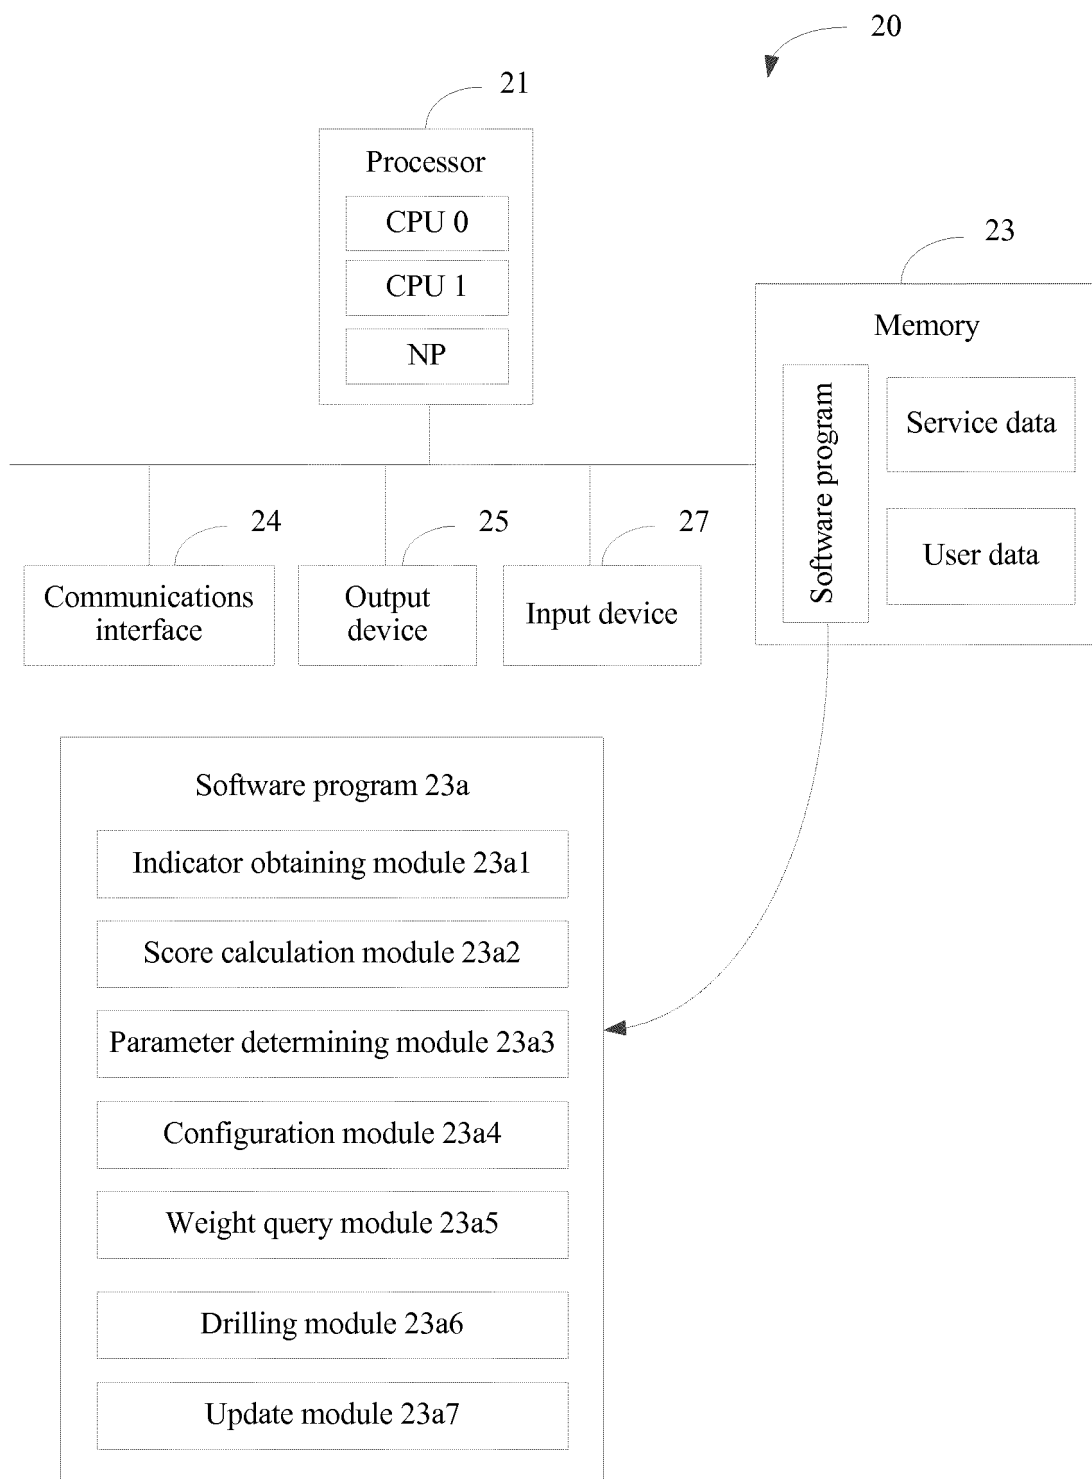 20
21
Processor
CPU 0
CPU 1
NP
23
Memory
Software program
Service data
User data
24
Communications
interface
25
Output
device
27
Input device
Software program 23a
Indicator obtaining module 23a1
Score calculation module 23a2
Parameter determining module 23a3
Configuration module 23a4
Weight query module 23a5
Drilling module 23a6
Update module 23a7